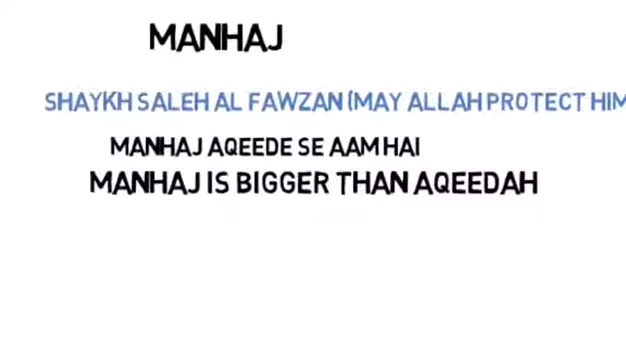 MANHAJ
SHAYKH SALEH AL FAWZAN (MAY ALLAH PROTECT HIM
MANHAJ AQEEDE SE AAM HAI
MANHAJ IS BIGGER THAN AQEEDAH